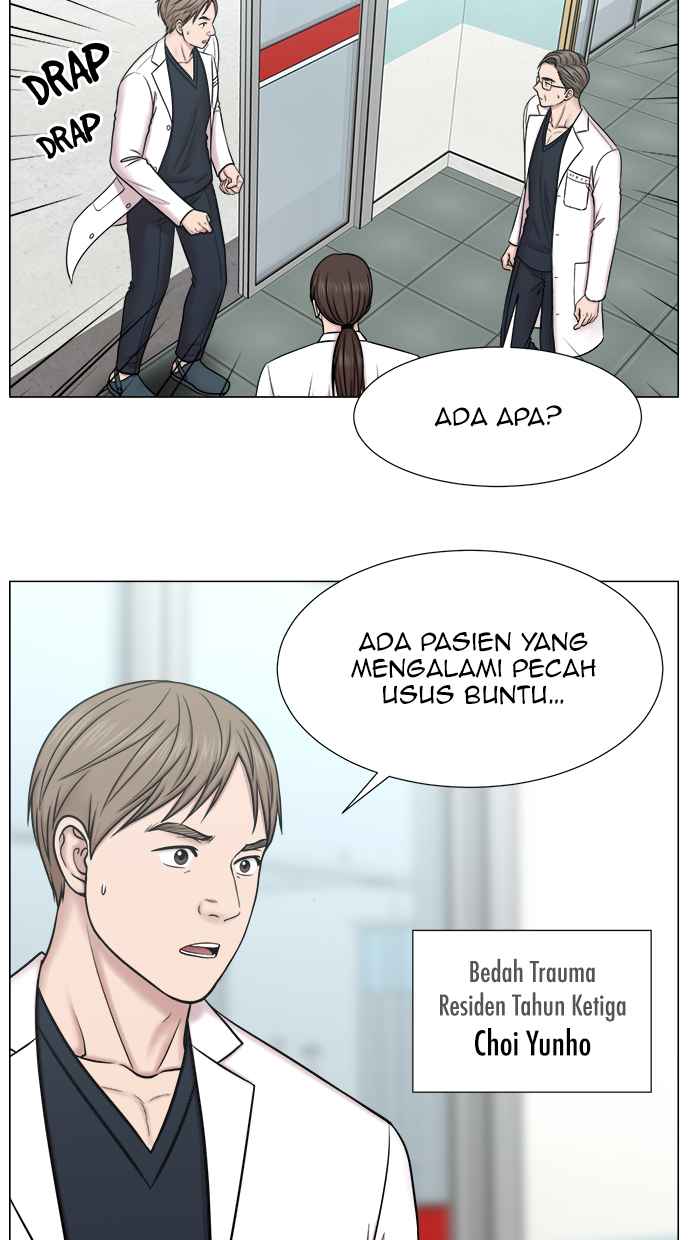 DRAP
DRAP
ADA APA?
ADA PASIEN YANG
MENGALAMI PECAH
USUS BUNTU...
Bedah Trauma
Residen Tahun Ketiga
Choi Yunho